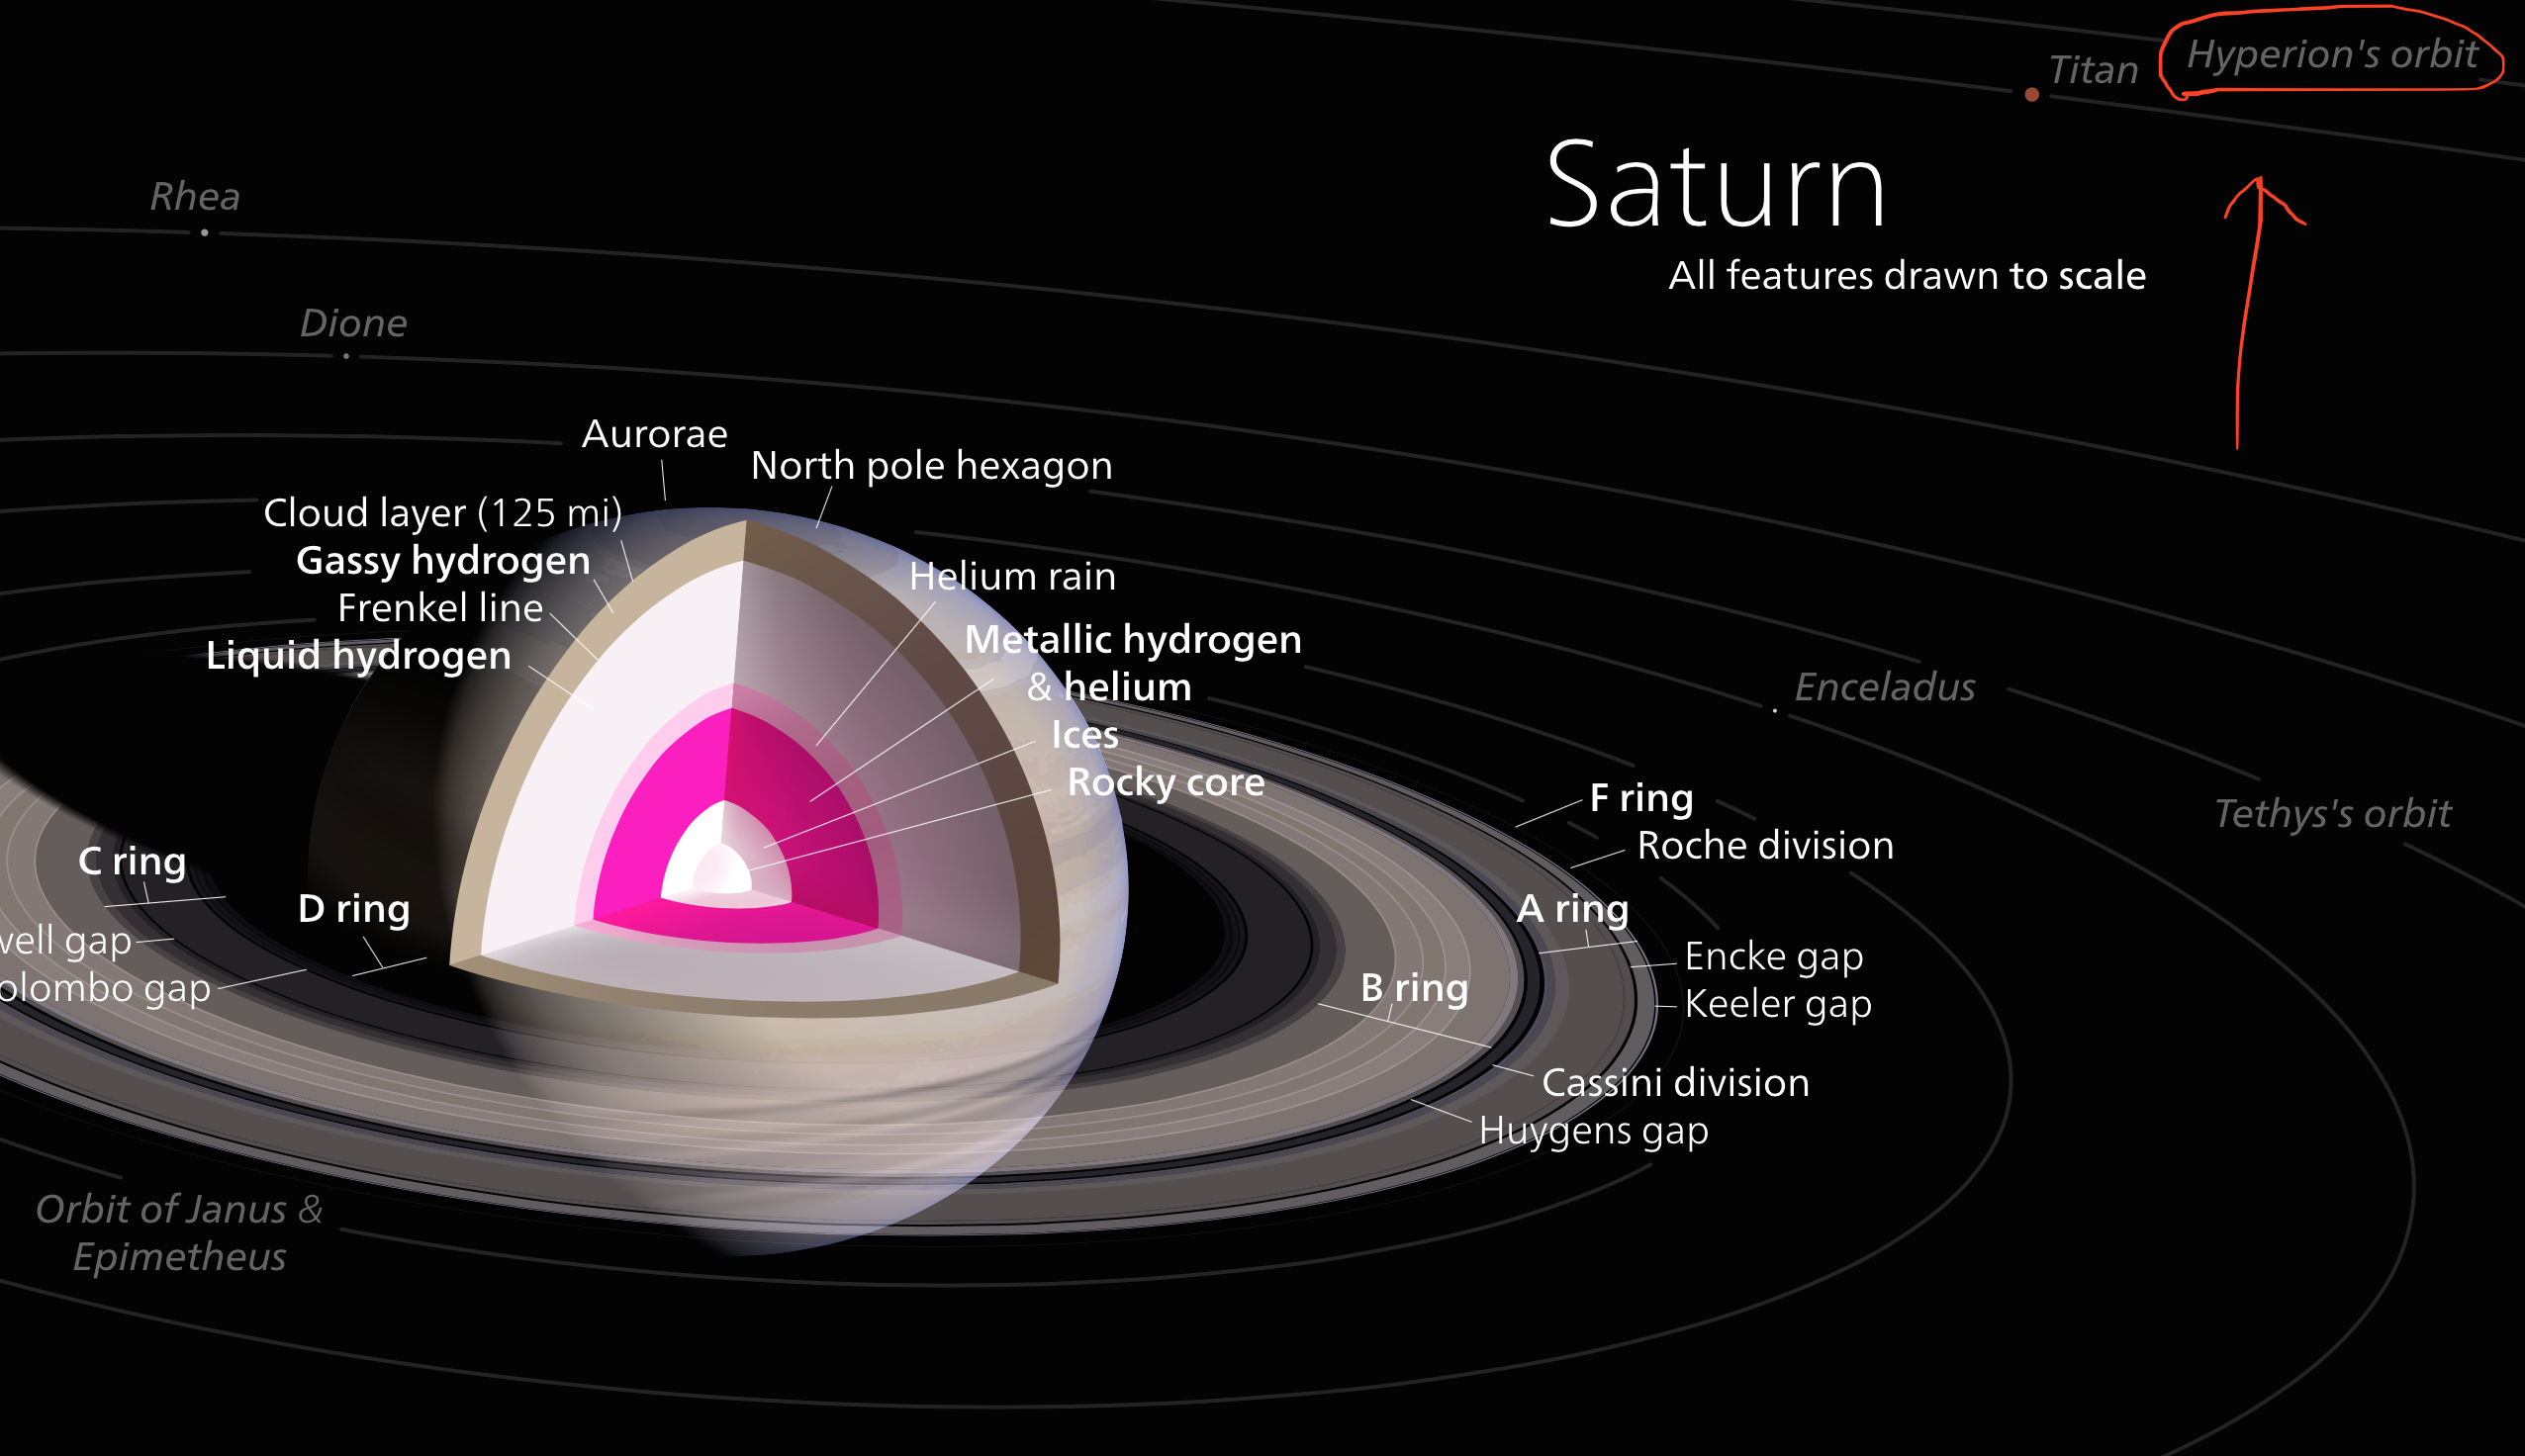 Hyperion's orbit
Titan
Saturn
All features drawn to scale
Rhea
Dione
Aurorae
North pole hexagon
Cloud layer (125 mi)
Gassy hydrogen
Frenkel line
Liquid hydrogen
Helium rain
Metallic hydrogen
& helium
Ices
Rocky core
Enceladus
Tethys's orbit
F ring
Roche division
A ring
Encke gap
Keeler gap
B ring
Cassini division
Huygens gap
C ring
D ring
gap
gap
Orbit of Janus &
Epimetheus